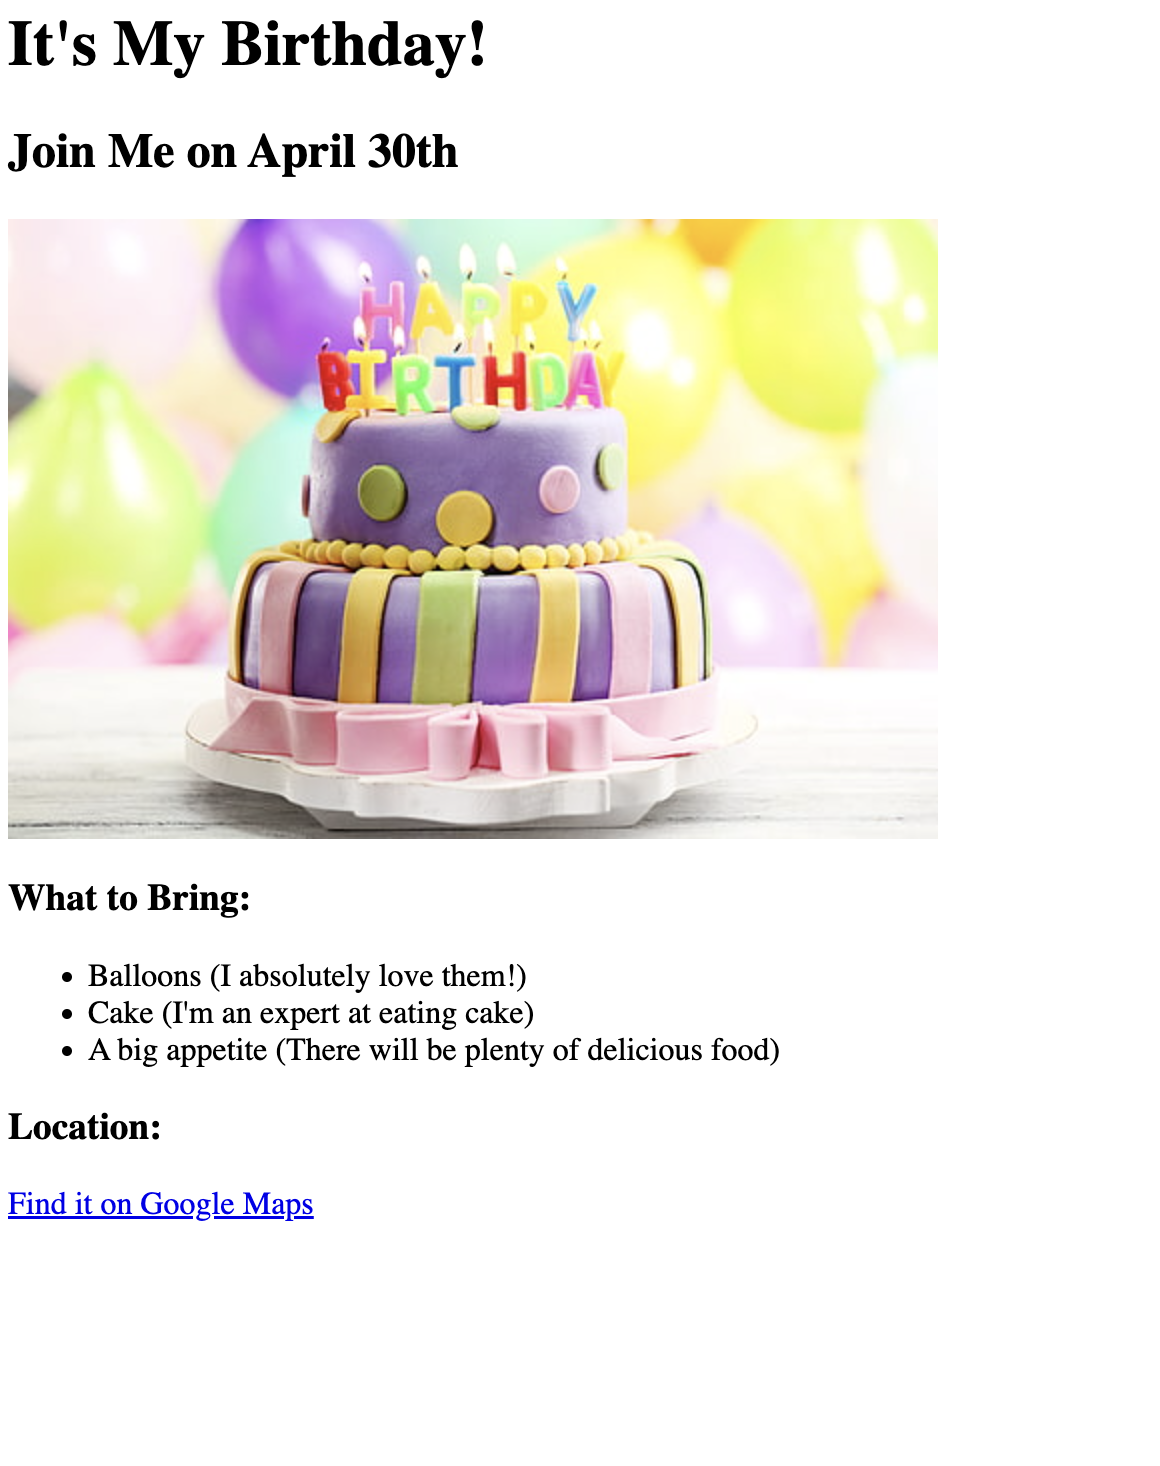 It's My Birthday!
Join Me on April 30th
HAPPY
BIRTHDAY
What to Bring:
Balloons (I absolutely love them!)
Cake (I'm an expert at eating cake)
A big appetite (There will be plenty of delicious food)
Location:
Find it on Google Maps